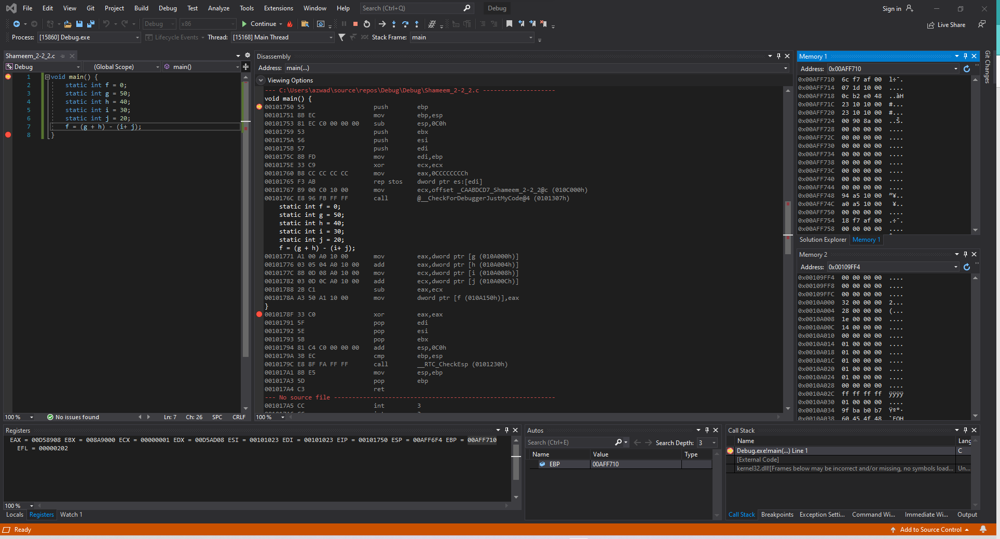 File Edit View Git Project Build Debug Test Analyze Tools Extensions Window Help Search (Ctrl+Q) Debug Sign in
Debug x86 Continue Live Share
Process: [15860] Debug.exe Lifecycle Events Thread: [15168] Main Thread Stack Frame: main
Shameem_2-2_2.c
Debug (Global Scope) main()
1 void main() {
2 static int f = 0;
3 static int g = 50;
4 static int h = 40;
5 static int i = 30;
6 static int j = 20;
7 f = (g + h) - (i+ j);
8 }
100 % No issues found Ln: 7 Ch: 26 SPC CRLF
Disassembly
Address: main(...)
Viewing Options
--- C:\Users\azwad\source\repos\Debug\Debug\Shameem_2-2_2.c --------------------
void main() {
00101750 55 push ebp
00101751 8B EC mov ebp,esp
00101753 81 EC C0 00 00 00 sub esp,0C0h
00101759 53 push ebx
0010175A 56 push esi
0010175B 57 push edi
0010175C 8B FD mov edi,ebp
0010175E 33 C9 xor ecx,ecx
00101760 B8 CC CC CC CC mov eax,0CCCCCCCCh
00101765 F3 AB rep stos dword ptr es:[edi]
00101767 B9 00 C0 10 00 mov ecx,offset _CAABDCD7_Shameem_2-2_2@c (010C000h)
0010176C E8 96 FB FF FF call @__CheckForDebuggerJustMyCode@4 (0101307h)
static int f = 0;
static int g = 50;
static int h = 40;
static int i = 30;
static int j = 20;
f = (g + h) - (i+ j);
00101771 A1 00 A0 10 00 mov eax,dword ptr [g (010A000h)]
00101776 03 05 04 A0 10 00 add eax,dword ptr [h (010A004h)]
0010177C 8B 0D 08 A0 10 00 mov ecx,dword ptr [i (010A008h)]
00101782 03 0D 0C A0 10 00 add ecx,dword ptr [j (010A00Ch)]
00101788 2B C1 sub eax,ecx
0010178A A3 50 A1 10 00 mov dword ptr [f (010A150h)],eax
}
0010178F 33 C0 xor eax,eax
00101791 5F pop edi
00101792 5E pop esi
00101793 5B pop ebx
00101794 81 C4 C0 00 00 00 add esp,0C0h
0010179A 3B EC cmp ebp,esp
0010179C E8 8F FA FF FF call __RTC_CheckEsp (0101230h)
001017A1 8B E5 mov esp,ebp
001017A3 5D pop ebp
001017A4 C3 ret
--- No source file -------------------------------------------------------------
001017A5 CC int 3
100 %
Memory 1
Address: 0x00AFF710
0x00AFF710 6c f7 af 00 l÷¯.
0x00AFF714 07 1d 10 00 ....
0x00AFF718 0c b2 e0 48 ..àH
0x00AFF71C 23 10 10 00 #...
0x00AFF720 23 10 10 00 #...
0x00AFF724 00 90 8a 00 ..Š.
0x00AFF728 00 00 00 00 ....
0x00AFF72C 00 00 00 00 ....
0x00AFF730 00 00 00 00 ....
0x00AFF734 00 00 00 00 ....
0x00AFF738 00 00 00 00 ....
0x00AFF73C 00 00 00 00 ....
0x00AFF740 00 00 00 00 ....
0x00AFF744 00 00 00 00 ....
0x00AFF748 94 a5 10 00 ”¥..
0x00AFF74C a0 a5 10 00 ¥..
0x00AFF750 00 00 00 00 ....
0x00AFF754 18 f7 af 00 .÷¯.
0x00AFF758 00 00 00 00 ....
Solution Explorer Memory 1
Memory 2
Address: 0x00109FF4
0x00109FF4 00 00 00 00 ....
0x00109FF8 00 00 00 00 ....
0x00109FFC 00 00 00 00 ....
0x0010A000 32 00 00 00 2...
0x0010A004 28 00 00 00 (...
0x0010A008 1e 00 00 00 ....
0x0010A00C 14 00 00 00 ....
0x0010A010 00 00 00 00 ....
0x0010A014 01 00 00 00 ....
0x0010A018 01 00 00 00 ....
0x0010A01C 01 00 00 00 ....
0x0010A020 01 00 00 00 ....
0x0010A024 01 00 00 00 ....
0x0010A028 00 00 00 00 ....
0x0010A02C ff ff ff ff ÿÿÿÿ
0x0010A030 01 00 00 00 ....
0x0010A034 9f ba b0 b7 Ÿº°·
0x0010A038 60 45 4f 48 `EOH
Git Changes
Registers
EAX = 00D58908 EBX = 008A9000 ECX = 00000001 EDX = 00D5AD08 ESI = 00101023 EDI = 00101023 EIP = 00101750 ESP = 00AFF6F4 EBP = 00AFF710
EFL = 00000202
100 %
Locals Registers Watch 1
Autos
Search (Ctrl+E) Search Depth: 3
Name Value Type
EBP 00AFF710
Call Stack
Name Lang
Debug.exe!main(...) Line 1 C
[External Code]
kernel32.dll![Frames below may be incorrect and/or missing, no symbols load... Un...
Call Stack Breakpoints Exception Setti... Command Wi... Immediate Wi... Output
Ready Add to Source Control